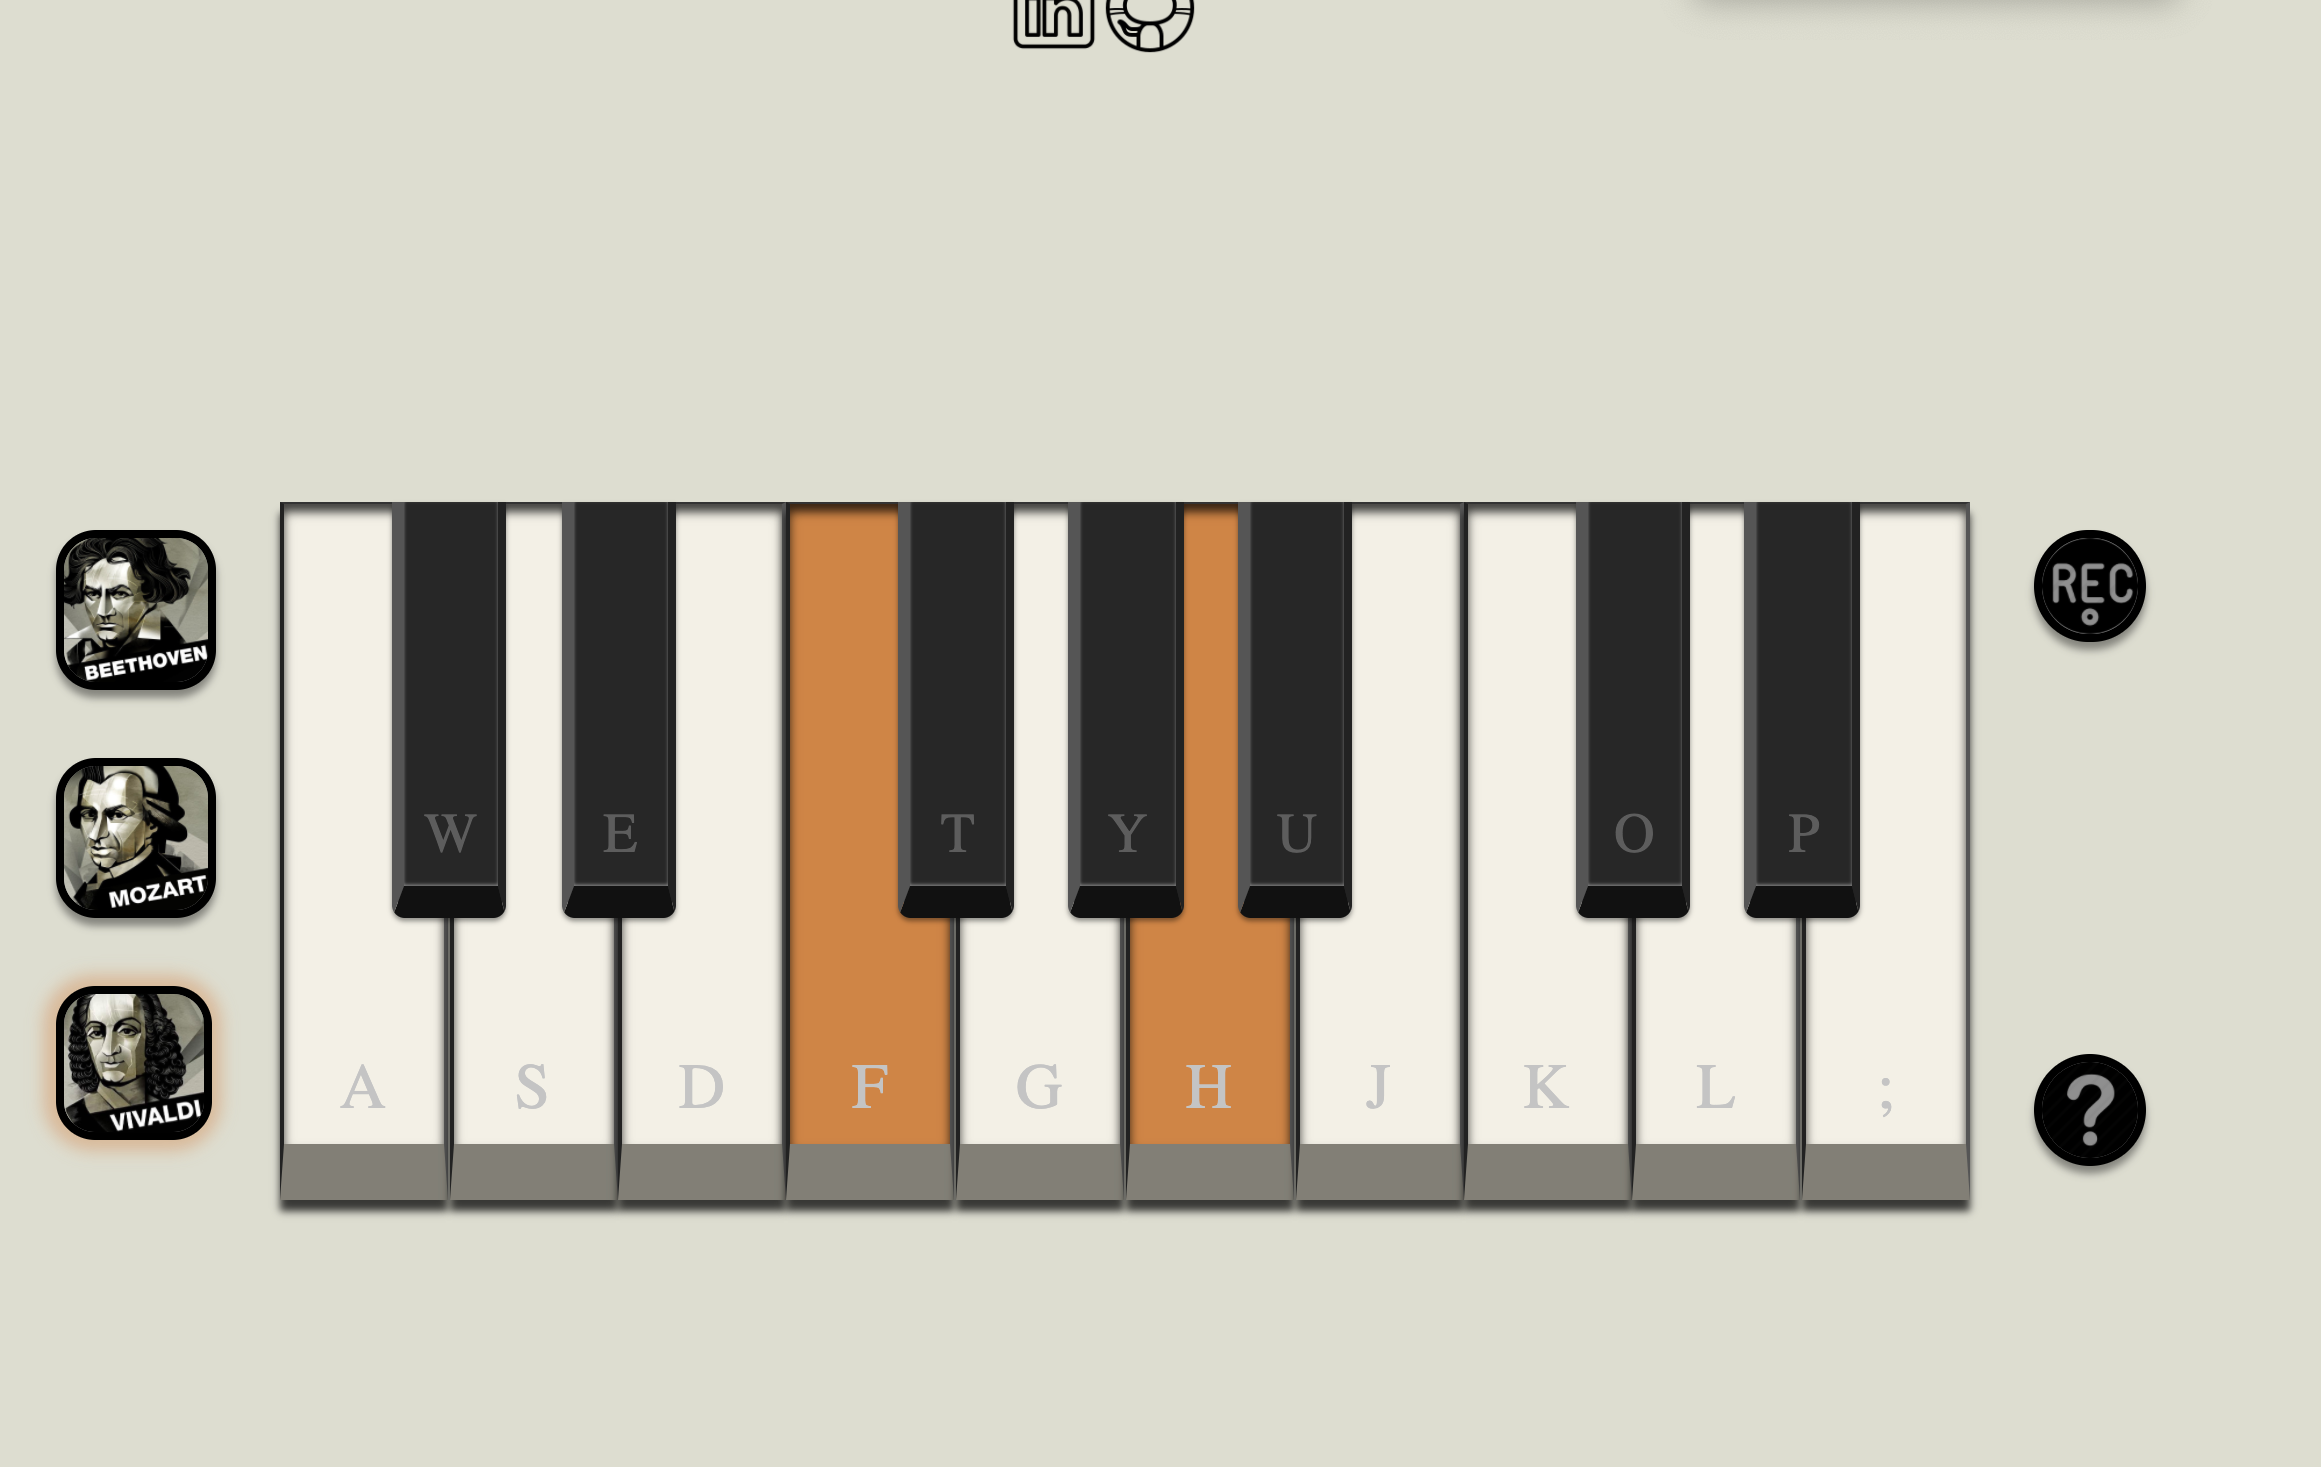 in
BEETHOVEN
REC
W E T Y U O P
MOZART
A S D F G H J K L ;
VIVALDI
?